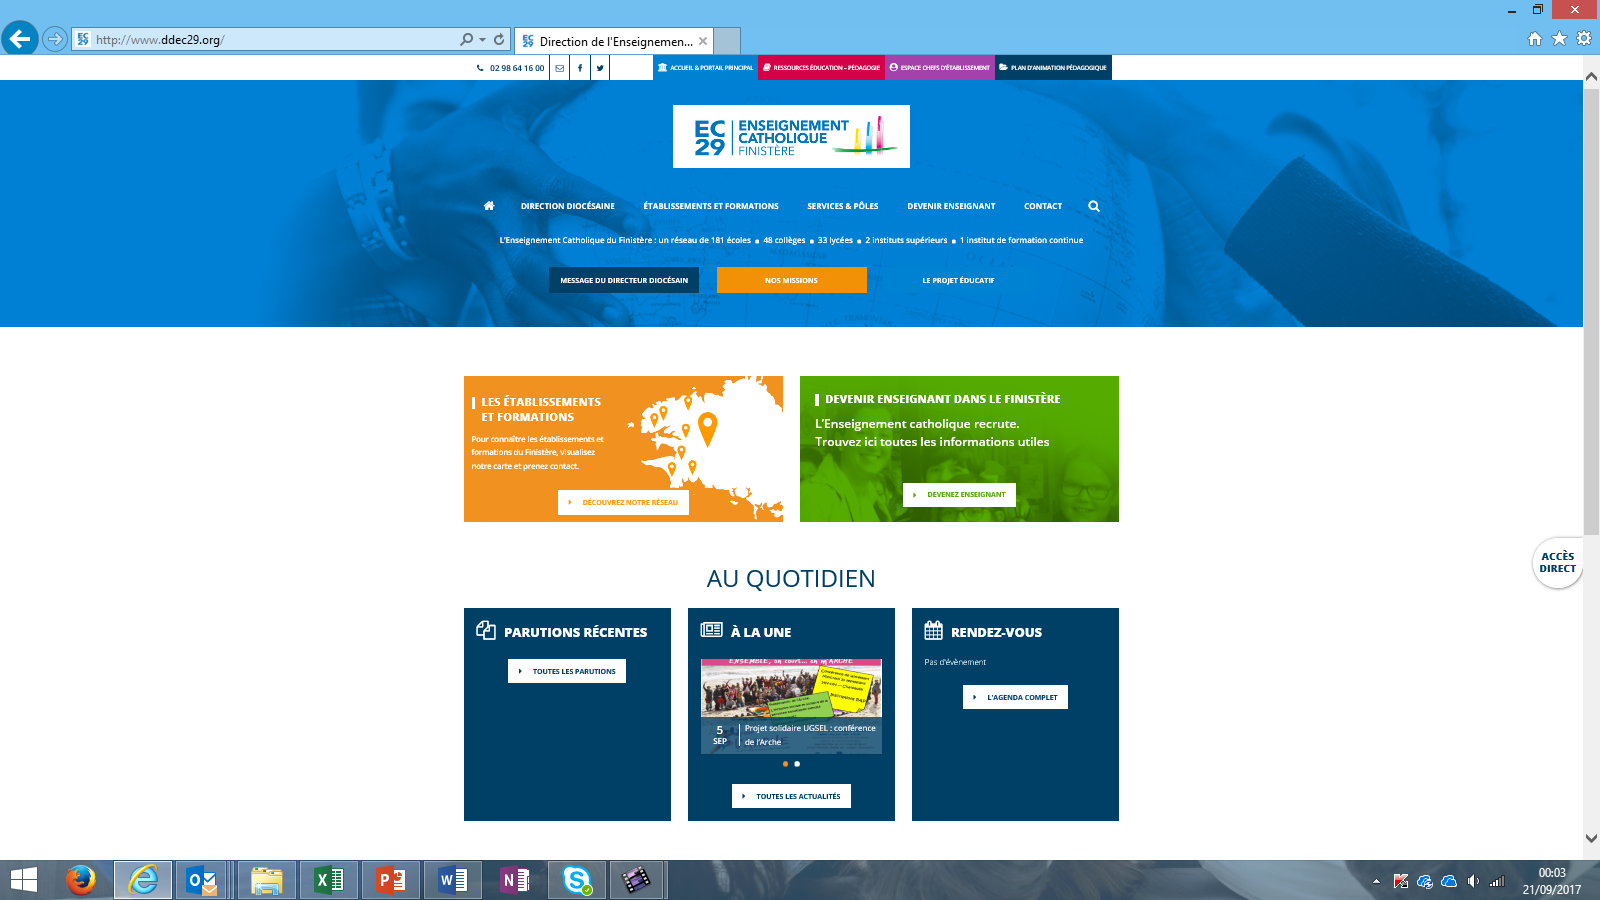 http://www.ddec29.org/
Direction de l'Enseignemen...
02 98 64 16 00
ACCUEIL & PORTAIL PRINCIPAL
RESSOURCES ÉDUCATION – PÉDAGOGIE
ESPACE CHEFS D'ÉTABLISSEMENT
PLAN D'ANIMATION PÉDAGOGIQUE
EC 29
ENSEIGNEMENT
CATHOLIQUE
FINISTÈRE
DIRECTION DIOCÉSAINE
ÉTABLISSEMENTS ET FORMATIONS
SERVICES & PÔLES
DEVENIR ENSEIGNANT
CONTACT
L'Enseignement Catholique du Finistère : un réseau de 181 écoles ▪ 48 collèges ▪ 33 lycées ▪ 2 instituts supérieurs ▪ 1 institut de formation continue
MESSAGE DU DIRECTEUR DIOCÉSAIN
NOS MISSIONS
LE PROJET ÉDUCATIF
LES ÉTABLISSEMENTS
ET FORMATIONS
Pour connaître les établissements et
formations du Finistère, visualisez
notre carte et prenez contact.
DÉCOUVREZ NOTRE RÉSEAU
DEVENIR ENSEIGNANT DANS LE FINISTÈRE
L'Enseignement catholique recrute.
Trouvez ici toutes les informations utiles
DEVENEZ ENSEIGNANT
ACCÈS
DIRECT
AU QUOTIDIEN
PARUTIONS RÉCENTES
TOUTES LES PARUTIONS
À LA UNE
5
SEP
Projet solidaire UGSEL : conférence
de l'Arche
TOUTES LES ACTUALITÉS
RENDEZ-VOUS
Pas d'évènement
L'AGENDA COMPLET
00:03
21/09/2017